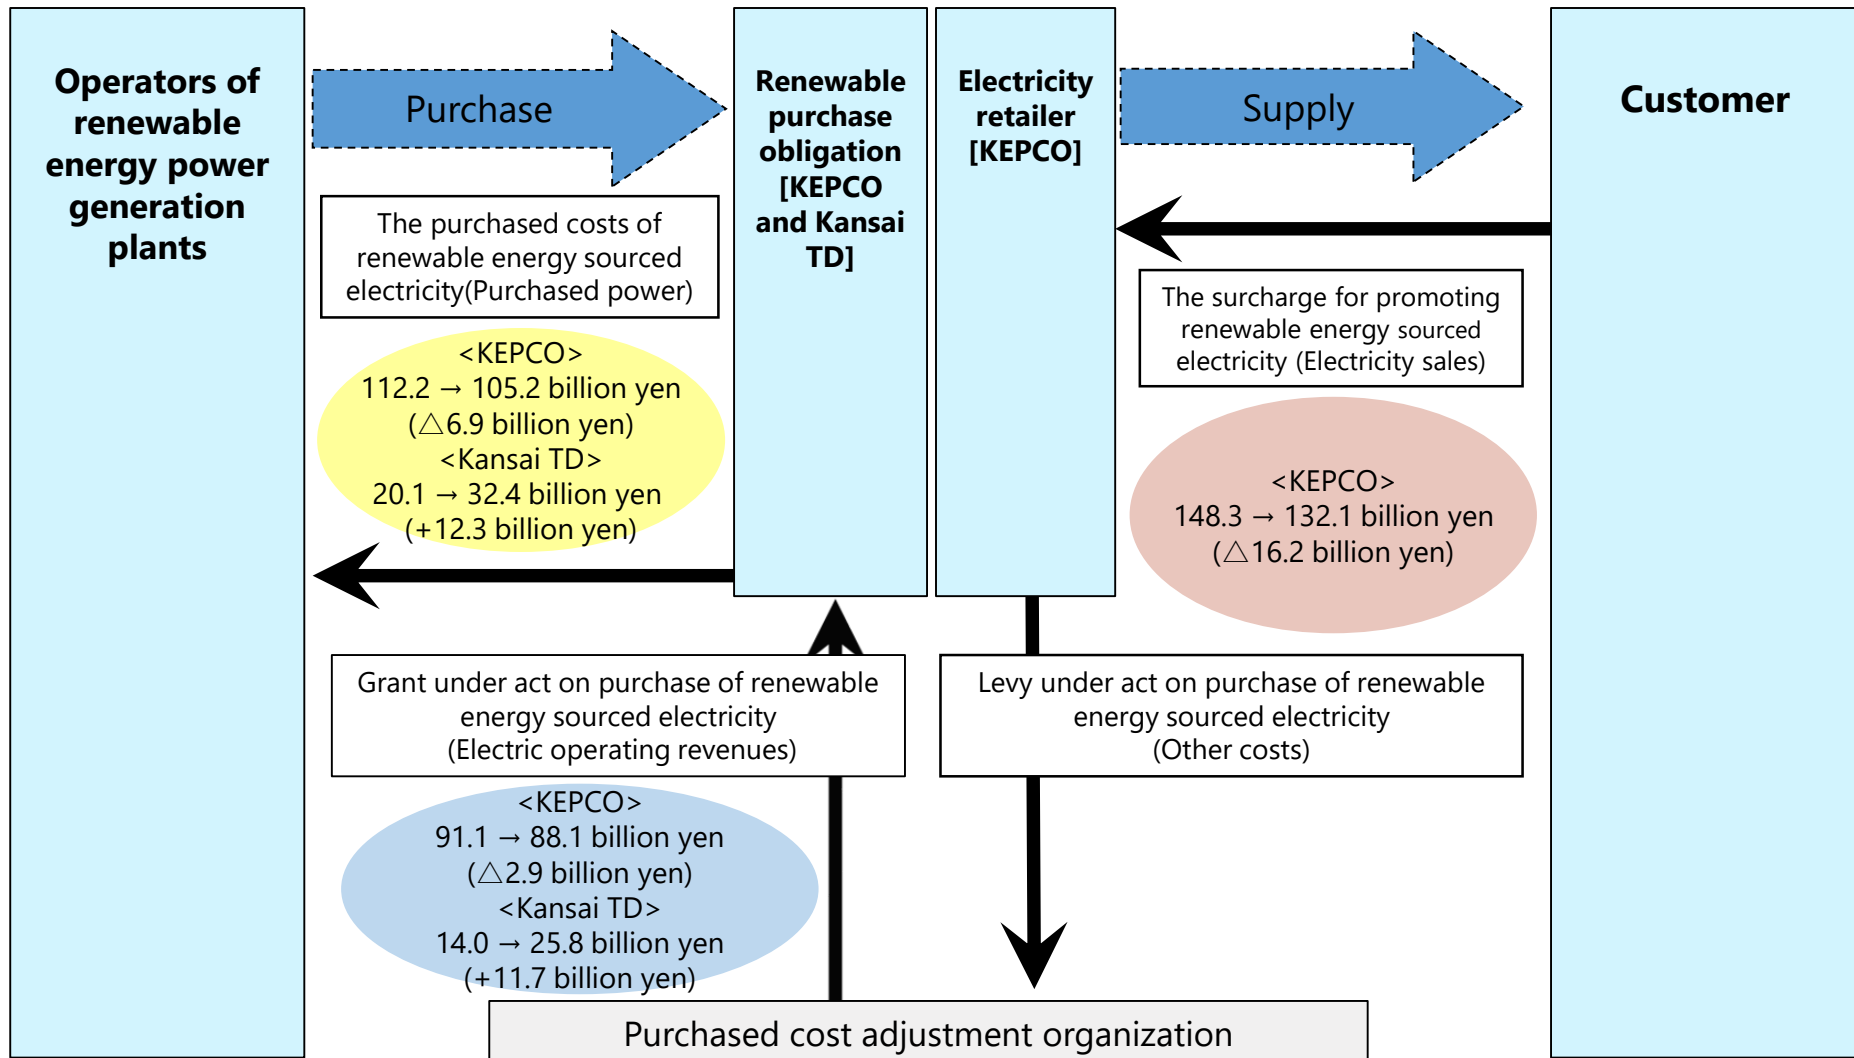 Operators of
renewable
energy power
generation
plants
Purchase
The purchased costs of
renewable energy sourced
electricity(Purchased power)
<KEPCO>
112.2 → 105.2 billion yen
(△6.9 billion yen)
<Kansai TD>
20.1 → 32.4 billion yen
(+12.3 billion yen)
Renewable
purchase
obligation
[KEPCO
and Kansai
TD]
Electricity
retailer
[KEPCO]
Supply
The surcharge for promoting
renewable energy sourced
electricity (Electricity sales)
<KEPCO>
148.3 → 132.1 billion yen
(△16.2 billion yen)
Customer
Grant under act on purchase of renewable
energy sourced electricity
(Electric operating revenues)
<KEPCO>
91.1 → 88.1 billion yen
(△2.9 billion yen)
<Kansai TD>
14.0 → 25.8 billion yen
(+11.7 billion yen)
Levy under act on purchase of renewable
energy sourced electricity
(Other costs)
Purchased cost adjustment organization